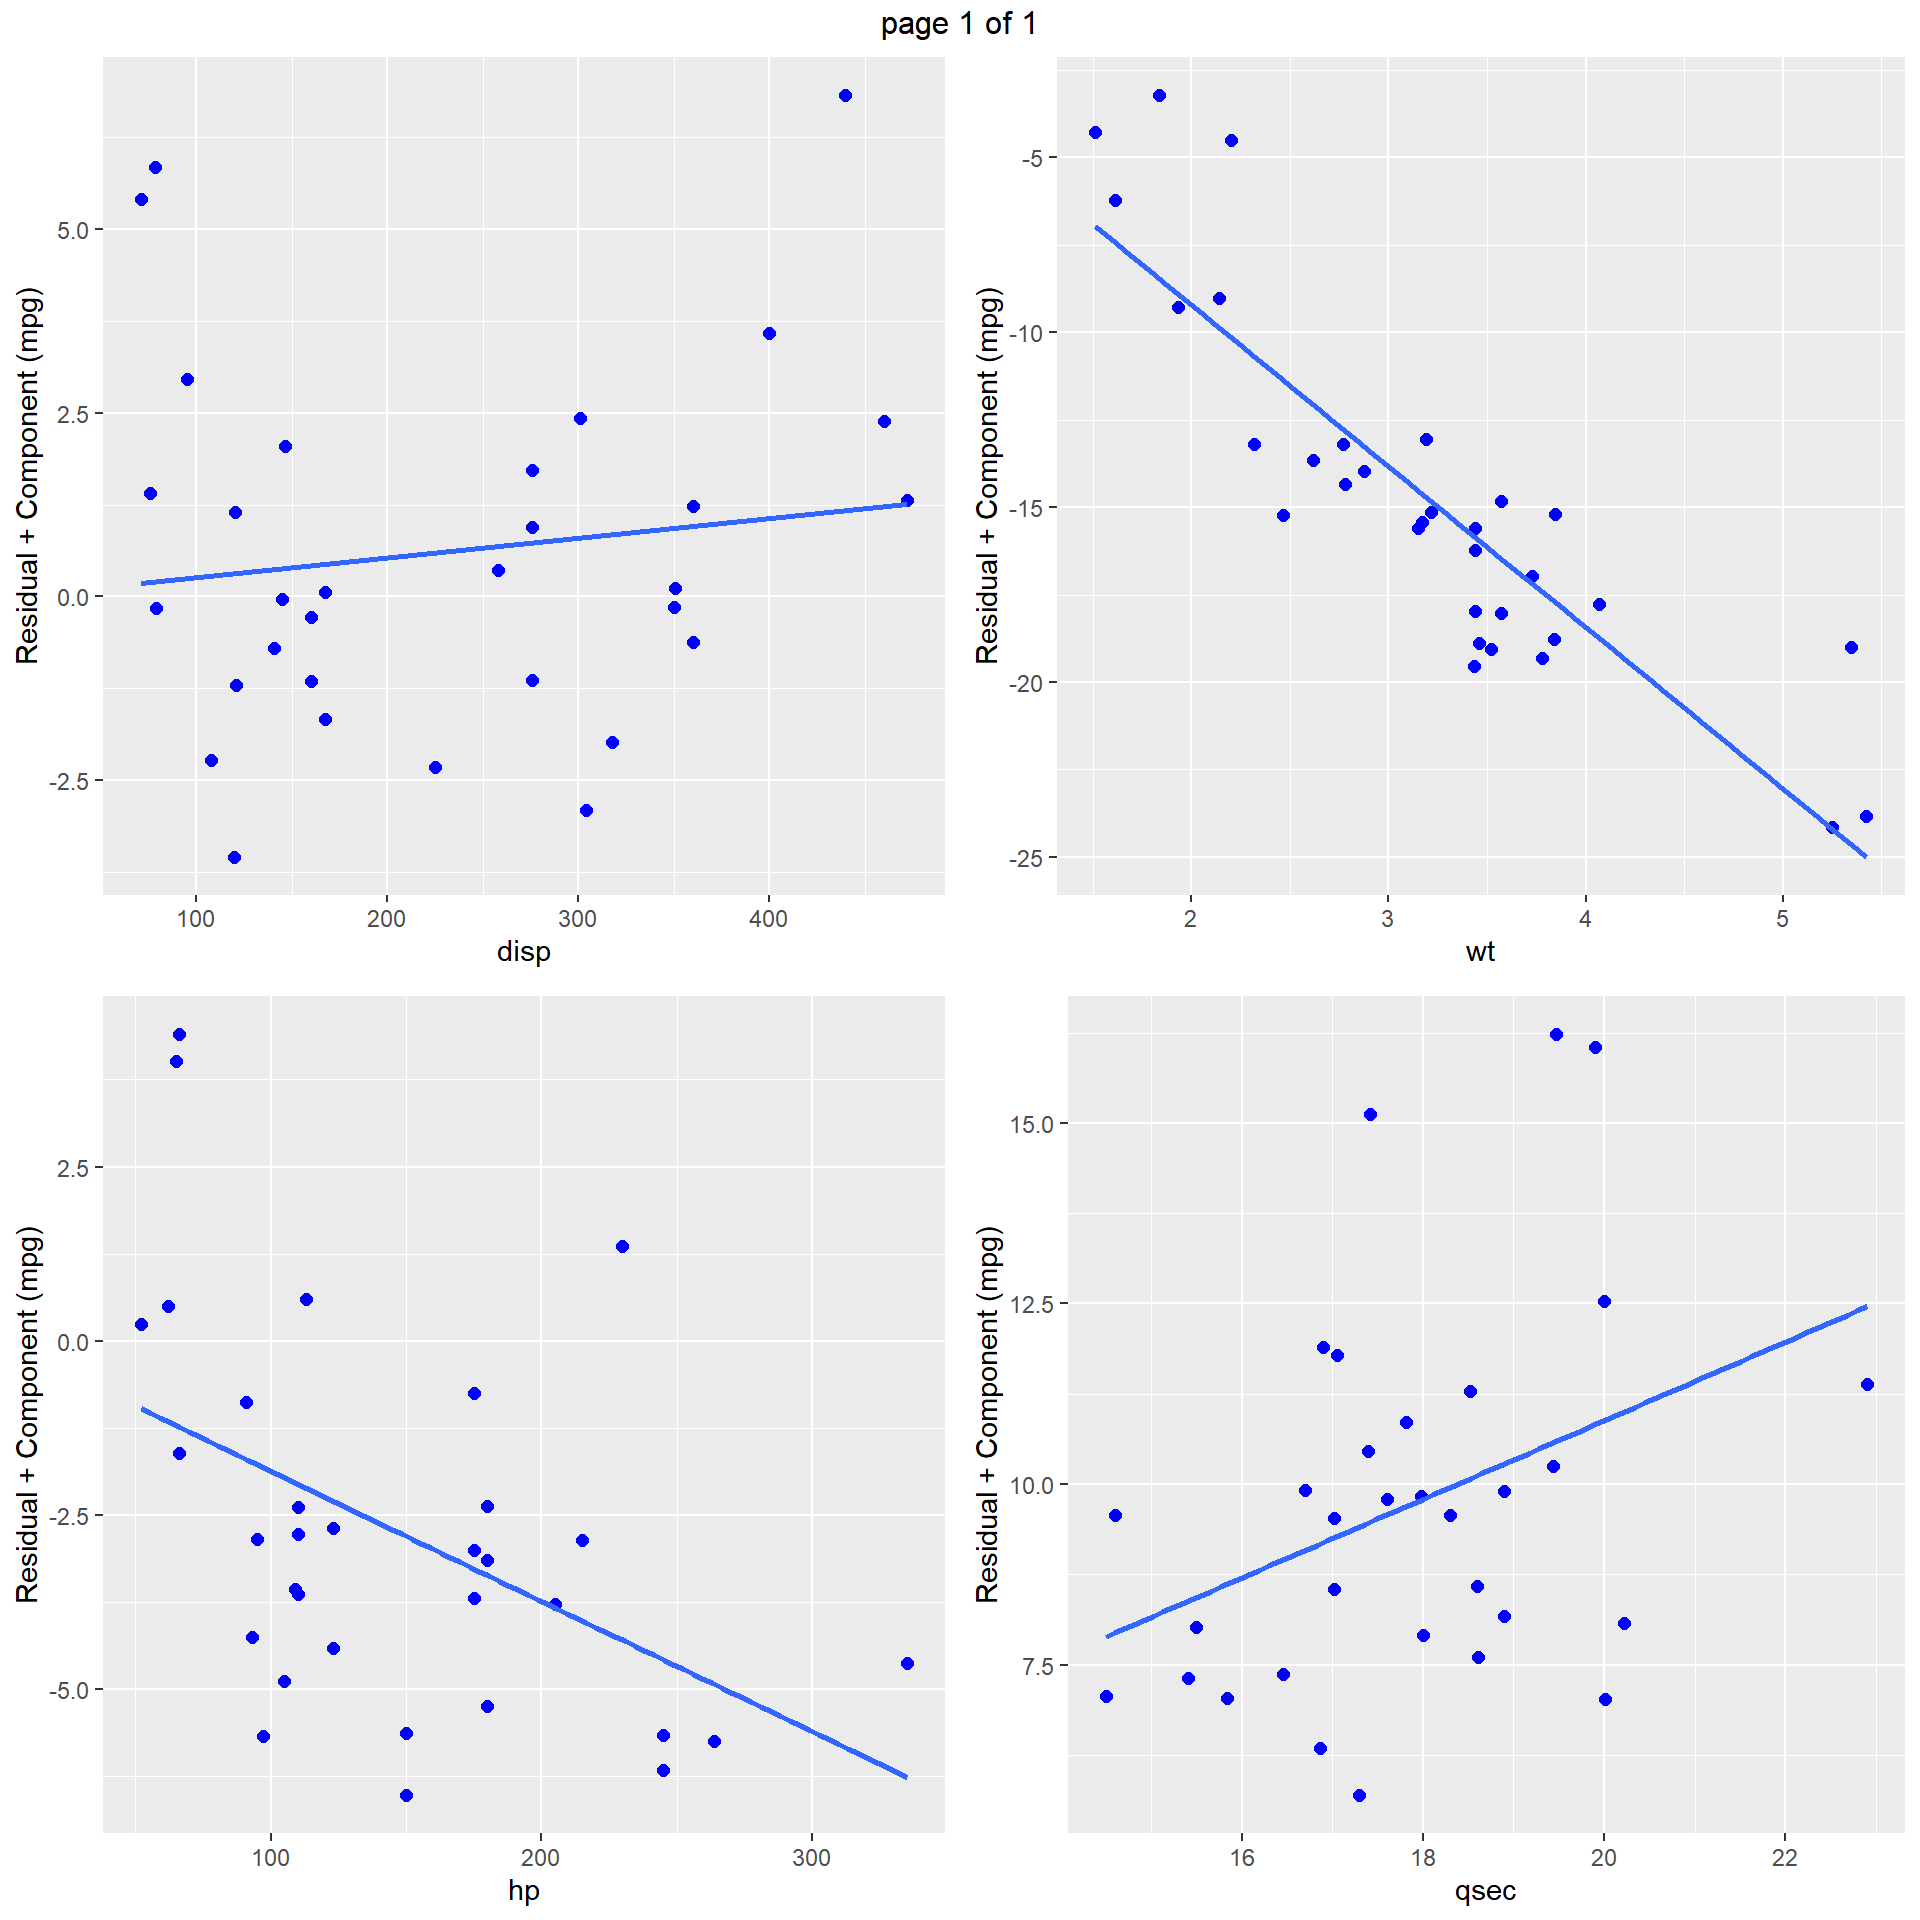 page 1 of 1
Residual + Component (mpg)
5.0
2.5
0.0
-2.5
100 200 300 400
disp
Residual + Component (mpg)
-5
-10
-15
-20
-25
2 3 4 5
wt
Residual + Component (mpg)
2.5
0.0
-2.5
-5.0
100 200 300
hp
Residual + Component (mpg)
15.0
12.5
10.0
7.5
16 18 20 22
qsec